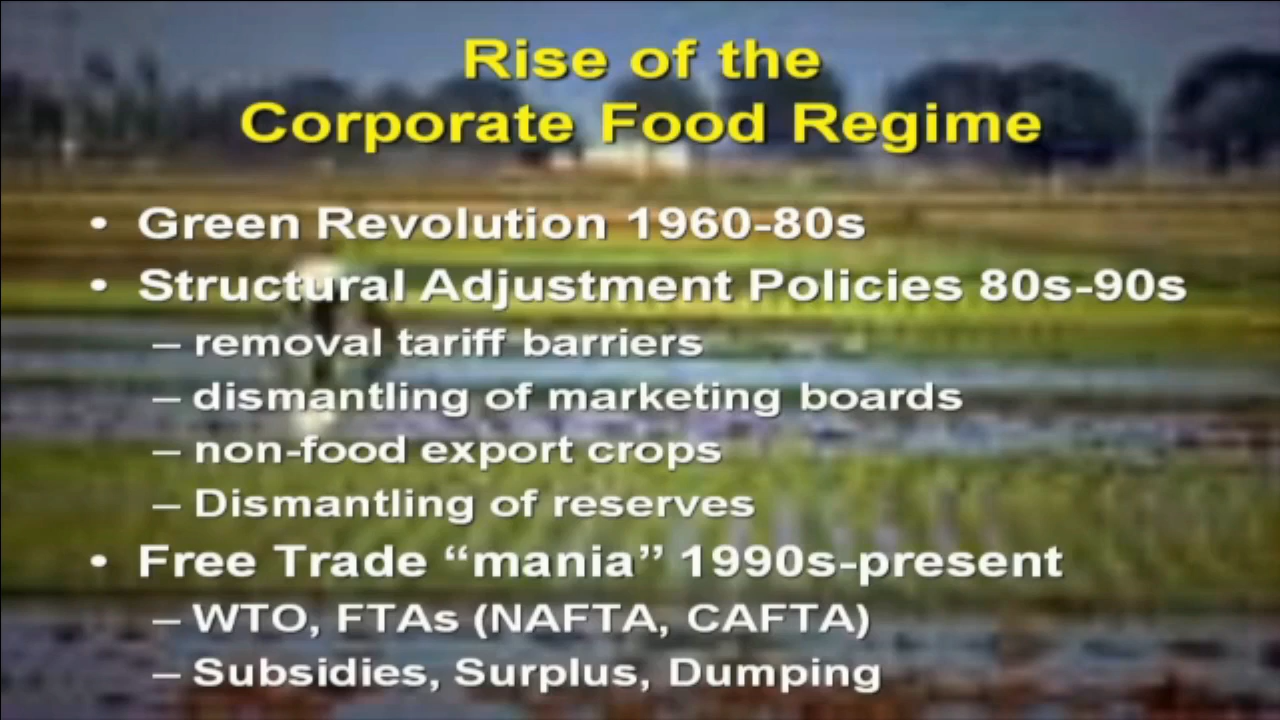 Rise of the
Corporate Food Regime
• Green Revolution 1960-80s
• Structural Adjustment Policies 80s-90s
– removal tariff barriers
– dismantling of marketing boards
– non-food export crops
– Dismantling of reserves
• Free Trade “mania” 1990s-present
– WTO, FTAs (NAFTA, CAFTA)
– Subsidies, Surplus, Dumping